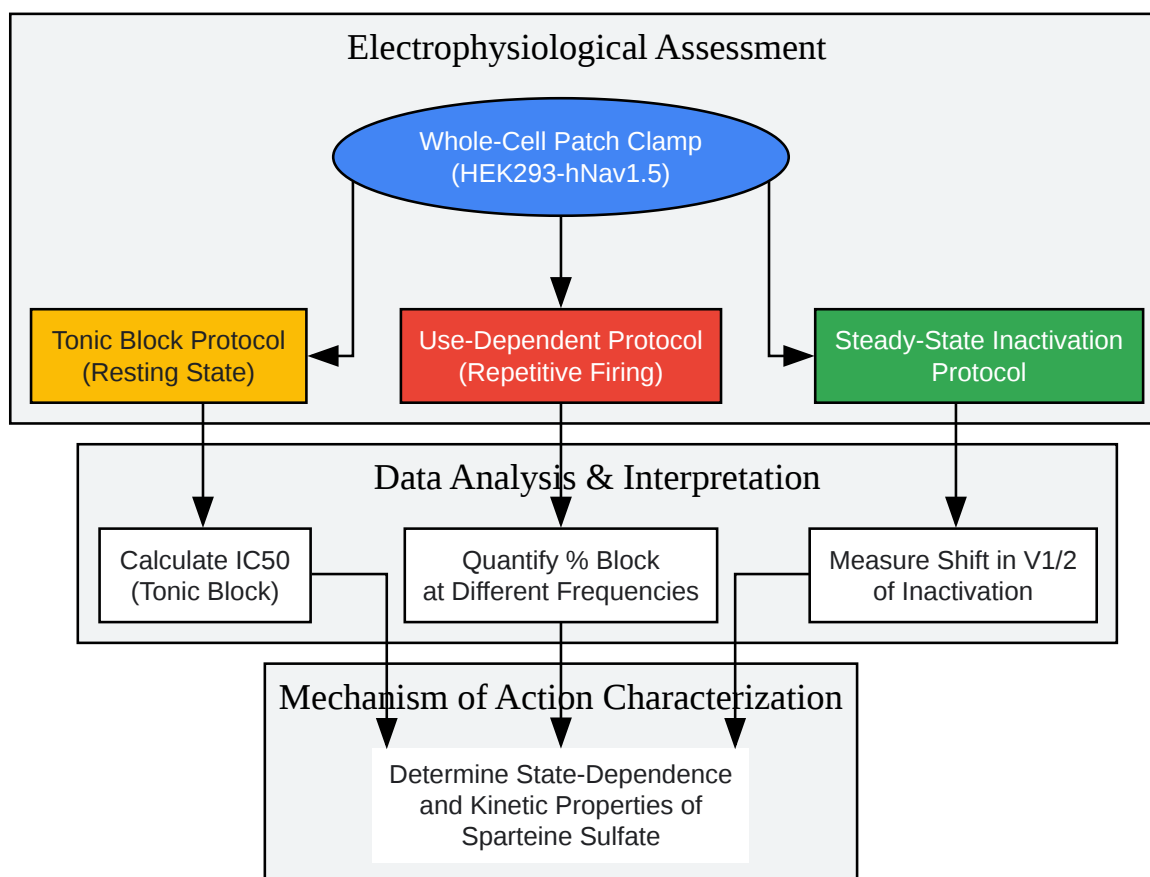 Electrophysiological Assessment
Whole-Cell Patch Clamp
(HEK293-hNav1.5)
Tonic Block Protocol
(Resting State)
Use-Dependent Protocol
(Repetitive Firing)
Steady-State Inactivation
Protocol
Data Analysis & Interpretation
Calculate IC50
(Tonic Block)
Quantify % Block
at Different Frequencies
Measure Shift in V1/2
of Inactivation
Mechanism of Action Characterization
Determine State-Dependence
and Kinetic Properties of
Sparteine Sulfate